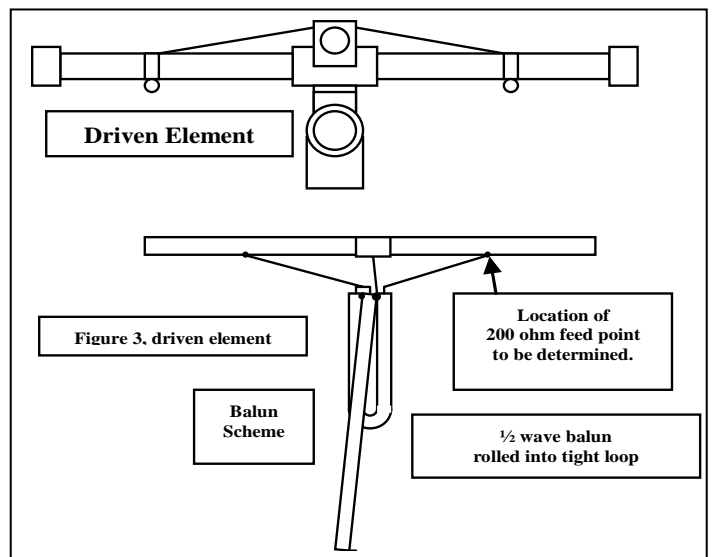 Driven Element
Location of
200 ohm feed point
to be determined.
Figure 3, driven element
Balun
Scheme
½ wave balun
rolled into tight loop